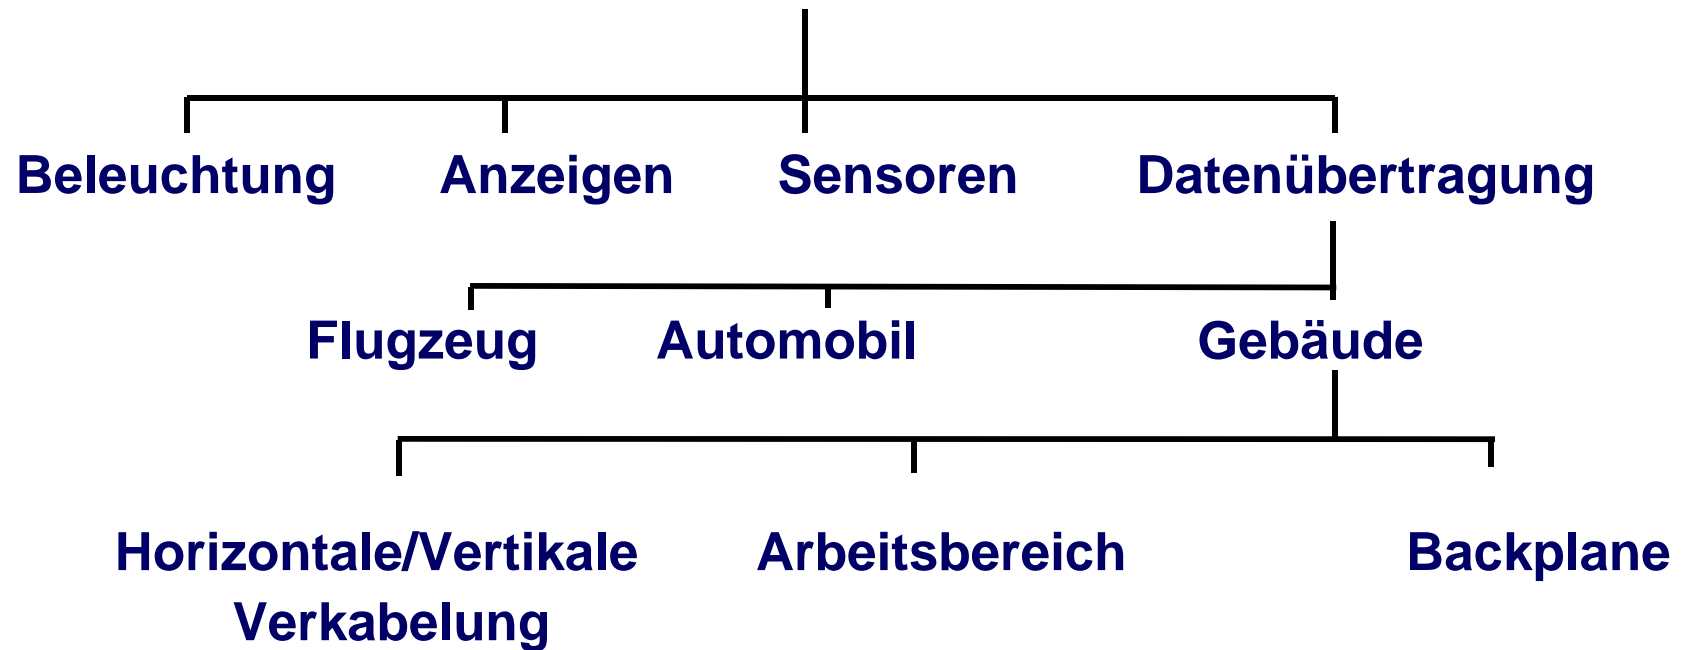 Beleuchtung Anzeigen Sensoren Datenübertragung
Flugzeug Automobil Gebäude
Horizontale/Vertikale Arbeitsbereich Backplane
Verkabelung